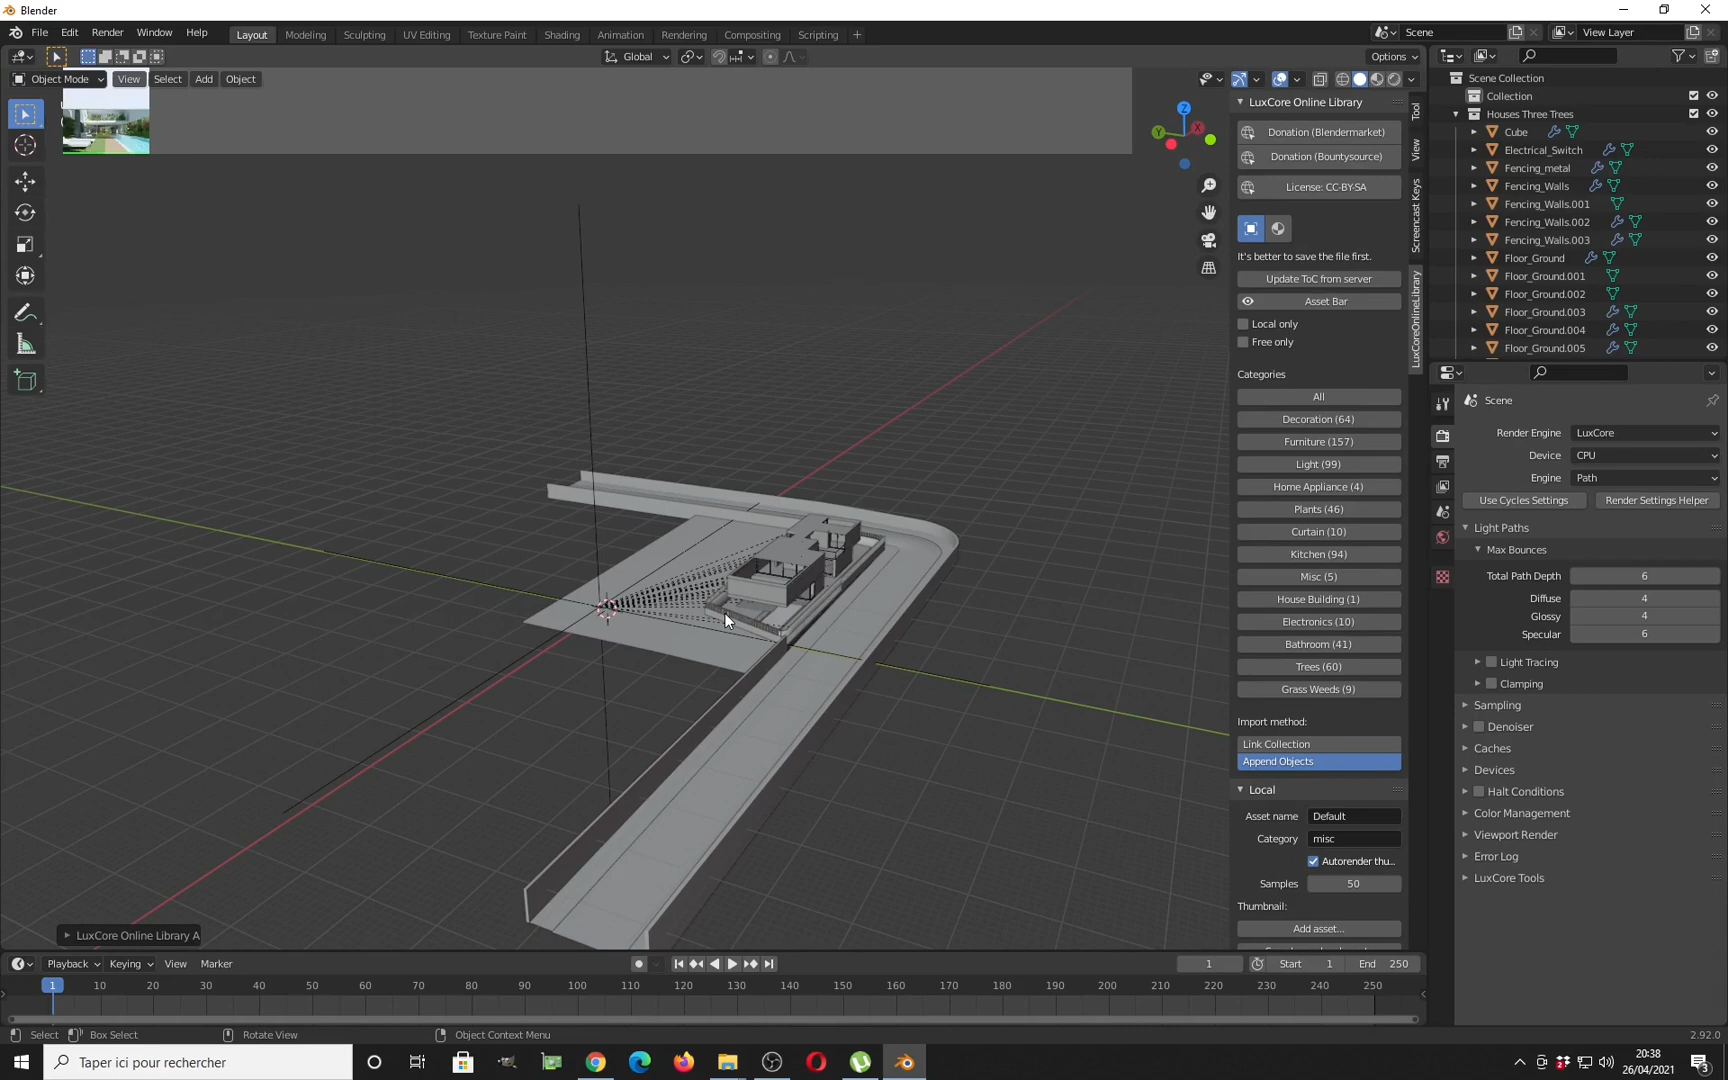 Blender
File Edit Render Window Help Layout Modeling Sculpting UV Editing Texture Paint Shading Animation Rendering Compositing Scripting + Scene View Layer
Global Options
Object Mode View Select Add Object
LuxCore Online Library
Donation (Blendermarket)
Donation (Bountysource)
License: CC-BY-SA
It's better to save the file first.
Update ToC from server
Asset Bar
Local only
Free only
Categories
All
Decoration (64)
Furniture (157)
Light (99)
Home Appliance (4)
Plants (46)
Curtain (10)
Kitchen (94)
Misc (5)
House Building (1)
Electronics (10)
Bathroom (41)
Trees (60)
Grass Weeds (9)
Import method:
Link Collection
Append Objects
Local
Asset name Default
Category misc
Autorender thu...
Samples 50
Thumbnail:
Add asset...
Tool
View
Screencast Keys
LuxCoreOnlineLibrary
Z
Y
X
Scene Collection
Collection
Houses Three Trees
Cube
Electrical_Switch
Fencing_metal
Fencing_Walls
Fencing_Walls.001
Fencing_Walls.002
Fencing_Walls.003
Floor_Ground
Floor_Ground.001
Floor_Ground.002
Floor_Ground.003
Floor_Ground.004
Floor_Ground.005
Scene
Render Engine LuxCore
Device CPU
Engine Path
Use Cycles Settings Render Settings Helper
Light Paths
Max Bounces
Total Path Depth 6
Diffuse 4
Glossy 4
Specular 6
Light Tracing
Clamping
Sampling
Denoiser
Caches
Devices
Halt Conditions
Color Management
Viewport Render
Error Log
LuxCore Tools
LuxCore Online Library A
Playback Keying View Marker 1 Start 1 End 250
1 10 20 30 40 50 60 70 80 90 100 110 120 130 140 150 160 170 180 190 200 210 220 230 240 250
Select Box Select Rotate View Object Context Menu 2.92.0
Taper ici pour rechercher
20:38
26/04/2021
3